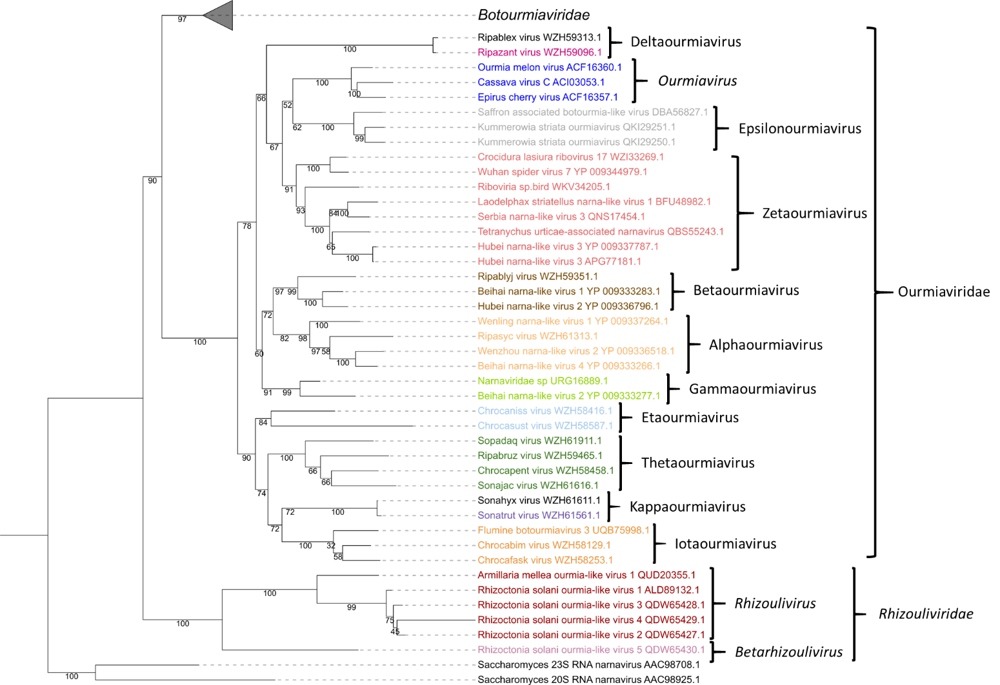 Botourmiaviridae
97
Ripablex virus WZH59313.1
Deltaourmiavirus
100
Ripazant virus WZH59096.1
Ourmia melon virus ACF16360.1
100
Cassava virus C ACI03053.1
Ourmiavirus
100
Epirus cherry virus ACF16357.1
66
52
Saffron associated botourmia-like virus DBA56827.1
62 100
Kummerowia striata ourmiavirus QKI29251.1
Epsilonourmiavirus
99
Kummerowia striata ourmiavirus QKI29250.1
67
Crocidura lasiura ribovirus 17 WZI33269.1
100
Wuhan spider virus 7 YP 009344979.1
90
91
Riboviria sp.bird WKV34205.1
Laodelphax striatellus narna-like virus 1 BFU48982.1
93
84 100
Serbia narna-like virus 3 QNS17454.1
Zetaourmiavirus
78
100
Tetranychus urticae-associated narnavirus QBS55243.1
65
Hubei narna-like virus 3 YP 009337787.1
100
Hubei narna-like virus 3 APG77181.1
Ripablyj virus WZH59351.1
97 99
Beihai narna-like virus 1 YP 009333283.1
Betaourmiavirus
Ourmiaviridae
100
Hubei narna-like virus 2 YP 009336796.1
72
Wenling narna-like virus 1 YP 009337264.1
100
82 98
Ripasyc virus WZH61313.1
100
Alphaourmiavirus
60
97 58
Wenzhou narna-like virus 2 YP 009336518.1
100
Beihai narna-like virus 4 YP 009333266.1
Narnaviridae sp URG16889.1
91 99
Gammaourmiavirus
Beihai narna-like virus 2 YP 009333277.1
Chrocaniss virus WZH58416.1
84
Etaourmiavirus
Chrocasust virus WZH58587.1
Sopadaq virus WZH61911.1
90
100
Ripabruz virus WZH59465.1
Thetaourmiavirus
66
Chrocapent virus WZH58458.1
66
Sonajac virus WZH61616.1
74
Sonahyx virus WZH61611.1
72 100
Kappaourmiavirus
Sonatrut virus WZH61561.1
72
Flumine botourmiavirus 3 UQB75998.1
100 32
Chrocabim virus WZH58129.1
Iotaourmiavirus
58
Chrocafask virus WZH58253.1
Armillaria mellea ourmia-like virus 1 QUD20355.1
100
Rhizoctonia solani ourmia-like virus 1 ALD89132.1
99
Rhizoctonia solani ourmia-like virus 3 QDW65428.1
Rhizoulivirus
Rhizouliviridae
100
75
Rhizoctonia solani ourmia-like virus 4 QDW65429.1
45
Rhizoctonia solani ourmia-like virus 2 QDW65427.1
Rhizoctonia solani ourmia-like virus 5 QDW65430.1
Betarhizoulivirus
Saccharomyces 23S RNA narnavirus AAC98708.1
100
Saccharomyces 20S RNA narnavirus AAC98925.1